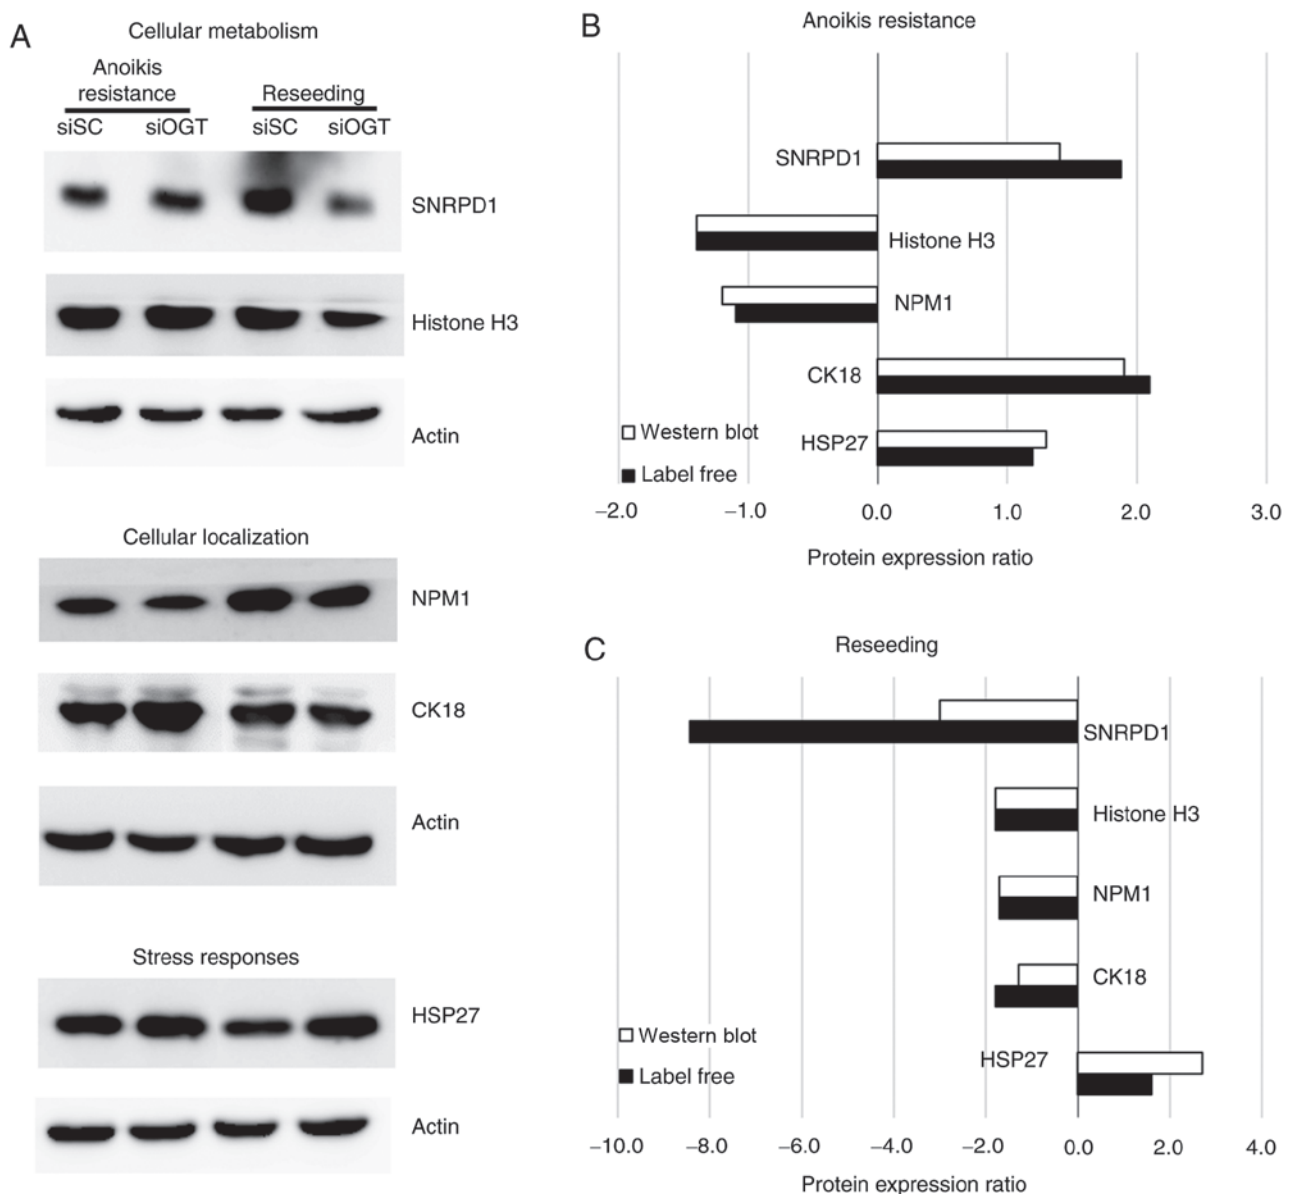 A
Cellular metabolism
Anoikis
resistance
Reseeding
siSC siOGT siSC siOGT
SNRPD1
Histone H3
Actin
Cellular localization
NPM1
CK18
Actin
Stress responses
HSP27
Actin
B
Anoikis resistance
SNRPD1
Histone H3
NPM1
CK18
HSP27
Western blot
Label free
−2.0 −1.0 0.0 1.0 2.0 3.0
Protein expression ratio
C
Reseeding
SNRPD1
Histone H3
NPM1
CK18
HSP27
Western blot
Label free
−10.0 −8.0 −6.0 −4.0 −2.0 0.0 2.0 4.0
Protein expression ratio